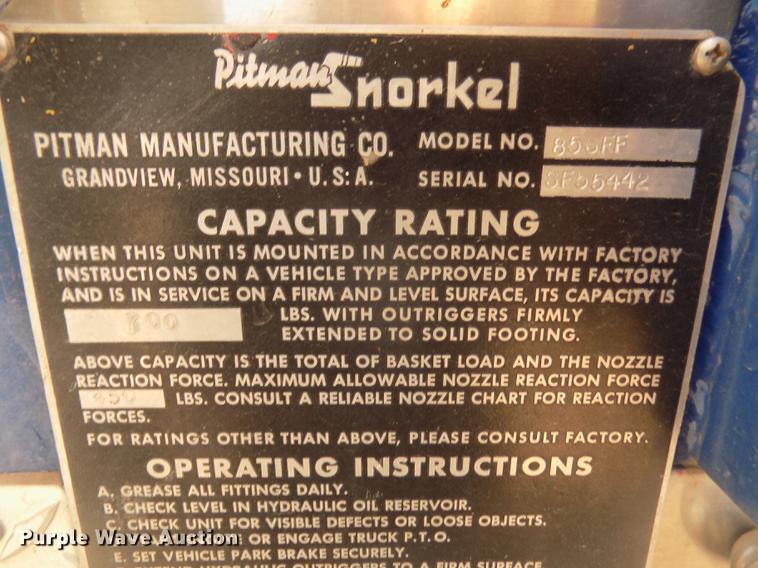 Pitman Snorkel
PITMAN MANUFACTURING CO.
GRANDVIEW, MISSOURI • U.S.A.
MODEL NO.
SERIAL NO. SF55442
CAPACITY RATING
WHEN THIS UNIT IS MOUNTED IN ACCORDANCE WITH FACTORY
INSTRUCTIONS ON A VEHICLE TYPE APPROVED BY THE FACTORY,
AND IS IN SERVICE ON A FIRM AND LEVEL SURFACE, ITS CAPACITY IS
LBS. WITH OUTRIGGERS FIRMLY
EXTENDED TO SOLID FOOTING.
ABOVE CAPACITY IS THE TOTAL OF BASKET LOAD AND THE NOZZLE
REACTION FORCE. MAXIMUM ALLOWABLE NOZZLE REACTION FORCE
LBS. CONSULT A RELIABLE NOZZLE CHART FOR REACTION
FORCES.
FOR RATINGS OTHER THAN ABOVE, PLEASE CONSULT FACTORY.
OPERATING INSTRUCTIONS
A. GREASE ALL FITTINGS DAILY.
B. CHECK LEVEL IN HYDRAULIC OIL RESERVOIR.
C. CHECK UNIT FOR VISIBLE DEFECTS OR LOOSE OBJECTS.
OR ENGAGE TRUCK P.T.O.
E. SET VEHICLE PARK BRAKE SECURELY.
HYDRAULIC OUTRIGGERS TO A FIRM SURFACE
Purple Wave Auction